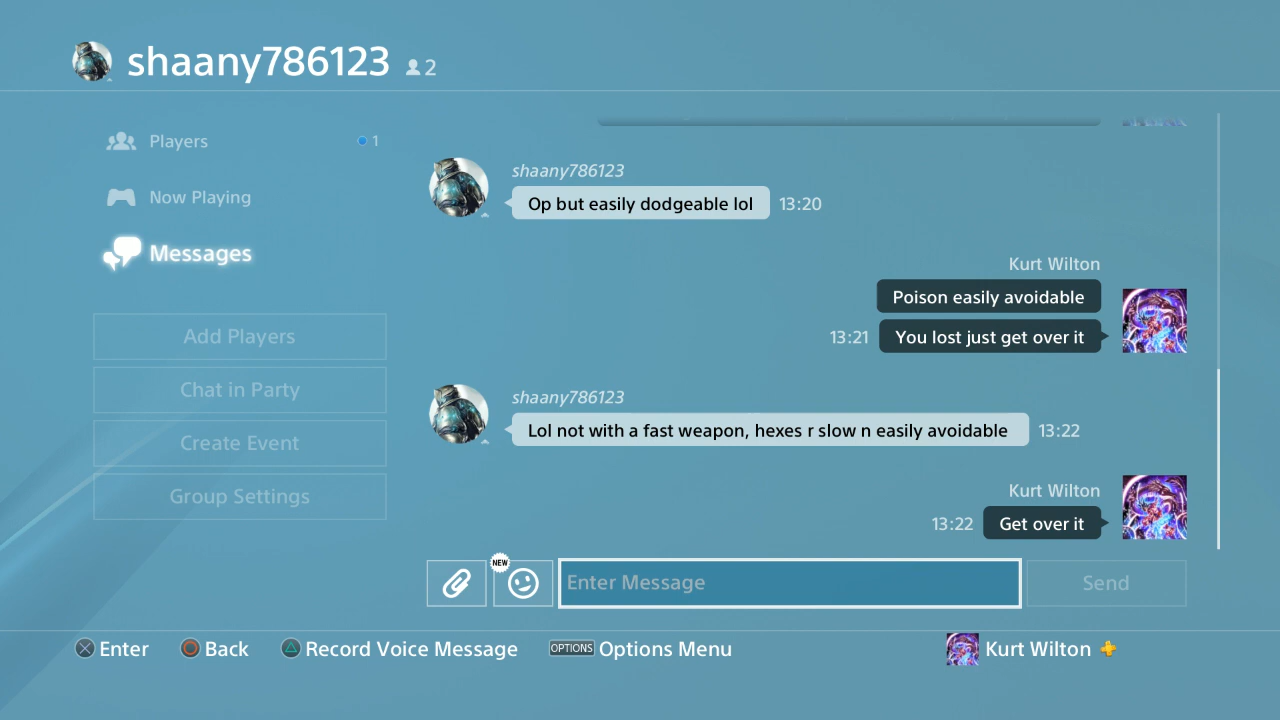 shaany786123 2
Players 1
Now Playing
Messages
Add Players
Chat in Party
Create Event
Group Settings
shaany786123
Op but easily dodgeable lol 13:20
Kurt Wilton
Poison easily avoidable
13:21 You lost just get over it
shaany786123
Lol not with a fast weapon, hexes r slow n easily avoidable 13:22
Kurt Wilton
13:22 Get over it
NEW
Enter Message
Send
Enter Back Record Voice Message OPTIONS Options Menu Kurt Wilton